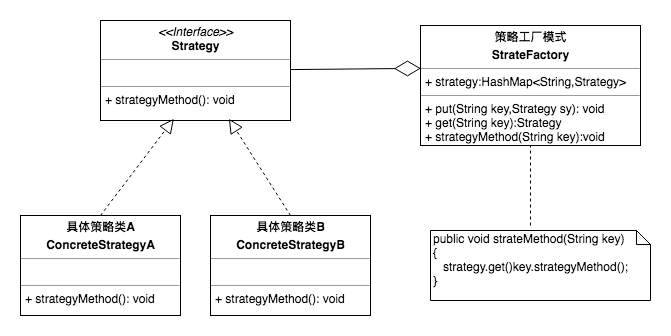 <<Interface>>
Strategy
+ strategyMethod(): void
策略工厂模式
StrateFactory
+ strategy:HashMap<String,Strategy>
+ put(String key,Strategy sy): void
+ get(String key):Strategy
+ strategyMethod(String key):void
具体策略类A
ConcreteStrategyA
+ strategyMethod(): void
具体策略类B
ConcreteStrategyB
+ strategyMethod(): void
public void strateMethod(String key)
{
strategy.get()key.strategyMethod();
}